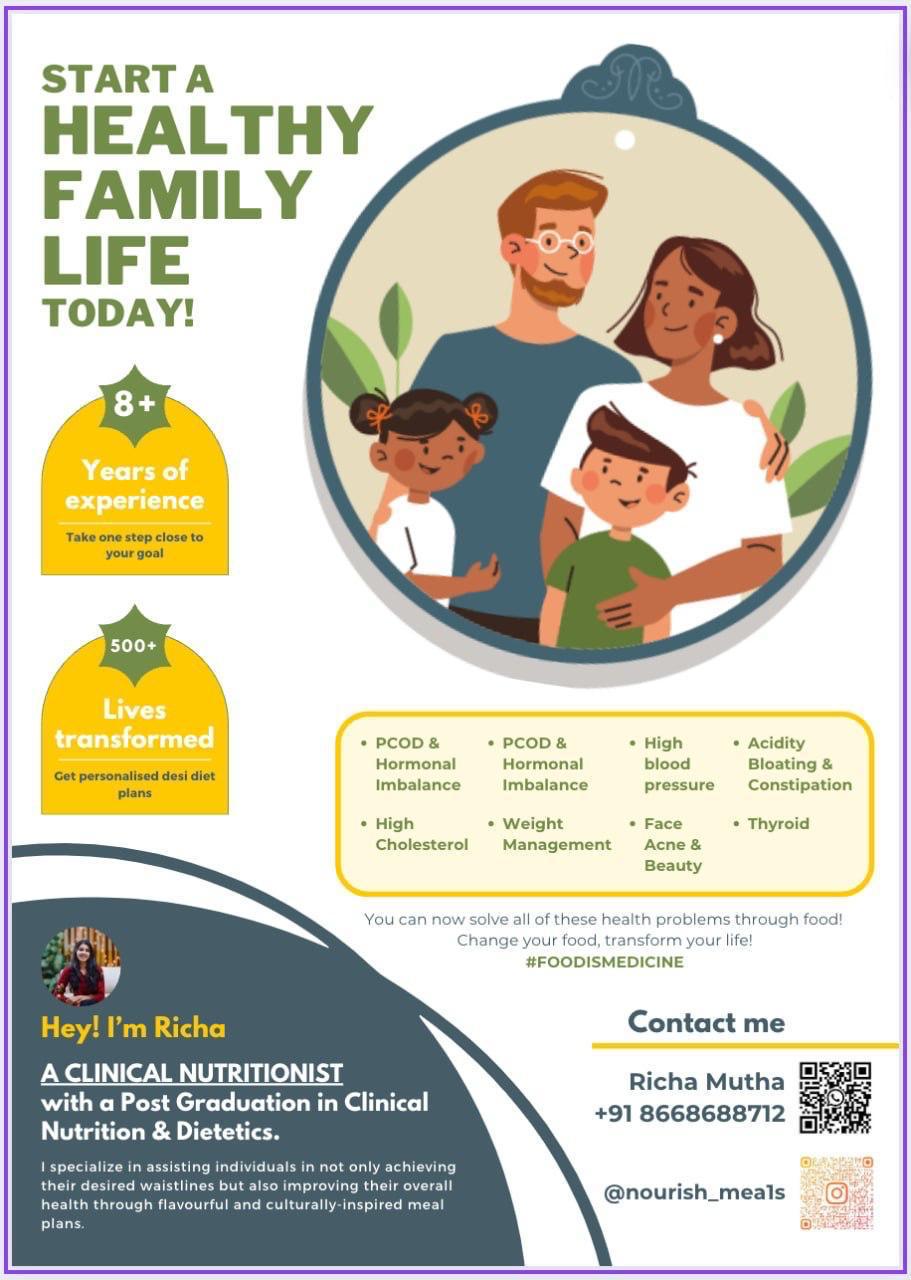 START A
HEALTHY
FAMILY
LIFE
TODAY!
8+
Years of
experience
Take one step close to
your goal
500+
Lives
transformed
Get personalised desi diet
plans
• PCOD &
Hormonal
Imbalance
• PCOD &
Hormonal
Imbalance
• High
blood
pressure
• Acidity
Bloating &
Constipation
• High
Cholesterol
• Weight
Management
• Face
Acne &
Beauty
• Thyroid
You can now solve all of these health problems through food!
Change your food, transform your life!
#FOODISMEDICINE
Hey! I'm Richa
A CLINICAL NUTRITIONIST
with a Post Graduation in Clinical
Nutrition & Dietetics.
I specialize in assisting individuals in not only achieving
their desired waistlines but also improving their overall
health through flavourful and culturally-inspired meal
plans.
Contact me
Richa Mutha
+91 8668688712
@nourish_mea1s